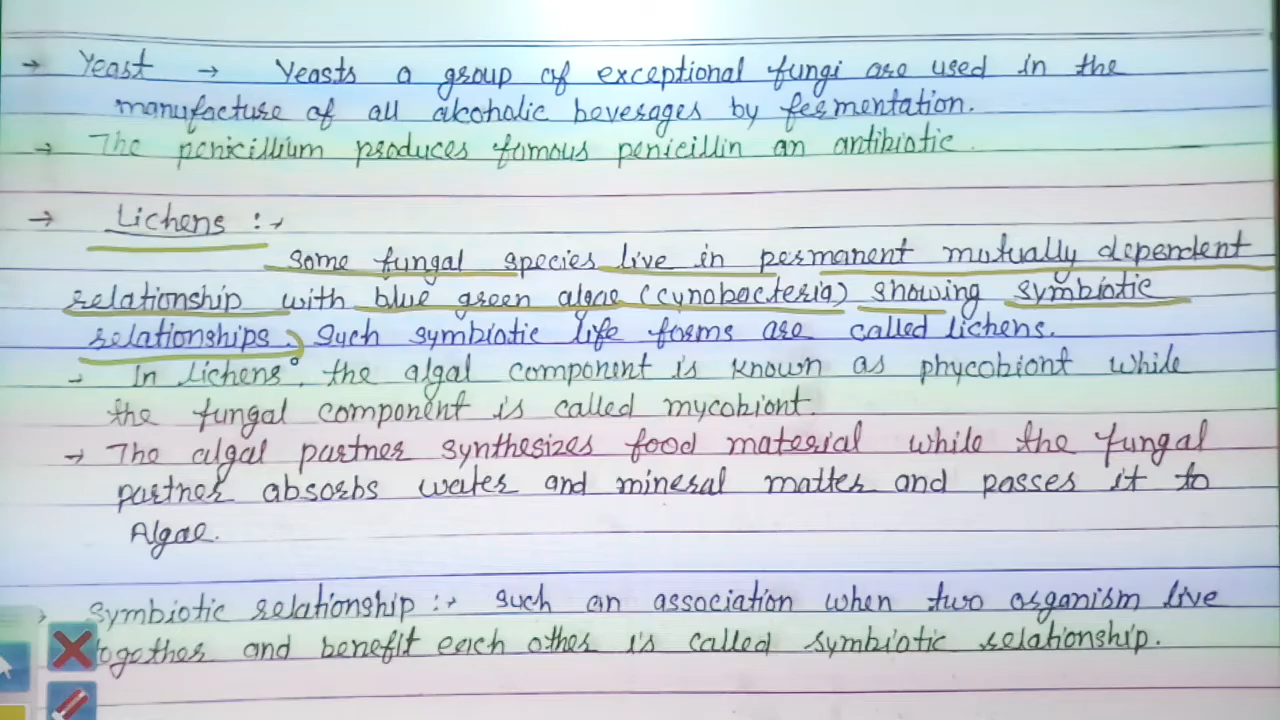 → Yeast → Yeasts a group of exceptional fungi are used in the
manufacture of all alcoholic beverages by fermentation.
→ The penicillium produces famous penicillin an antibiotic.
→ Lichens :→
Some fungal species live in permanent mutually dependent
relationship with blue green algae (cynobacteria) showing symbiotic
relationships. Such symbiotic life forms are called lichens.
→ In lichens, the algal component is known as phycobiont while
the fungal component is called mycobiont.
→ The algal partner synthesizes food material while the fungal
partner absorbs water and mineral matter and passes it to
Algae.
→ Symbiotic relationship :→ Such an association when two organism live
together and benefit each other is called symbiotic relationship.